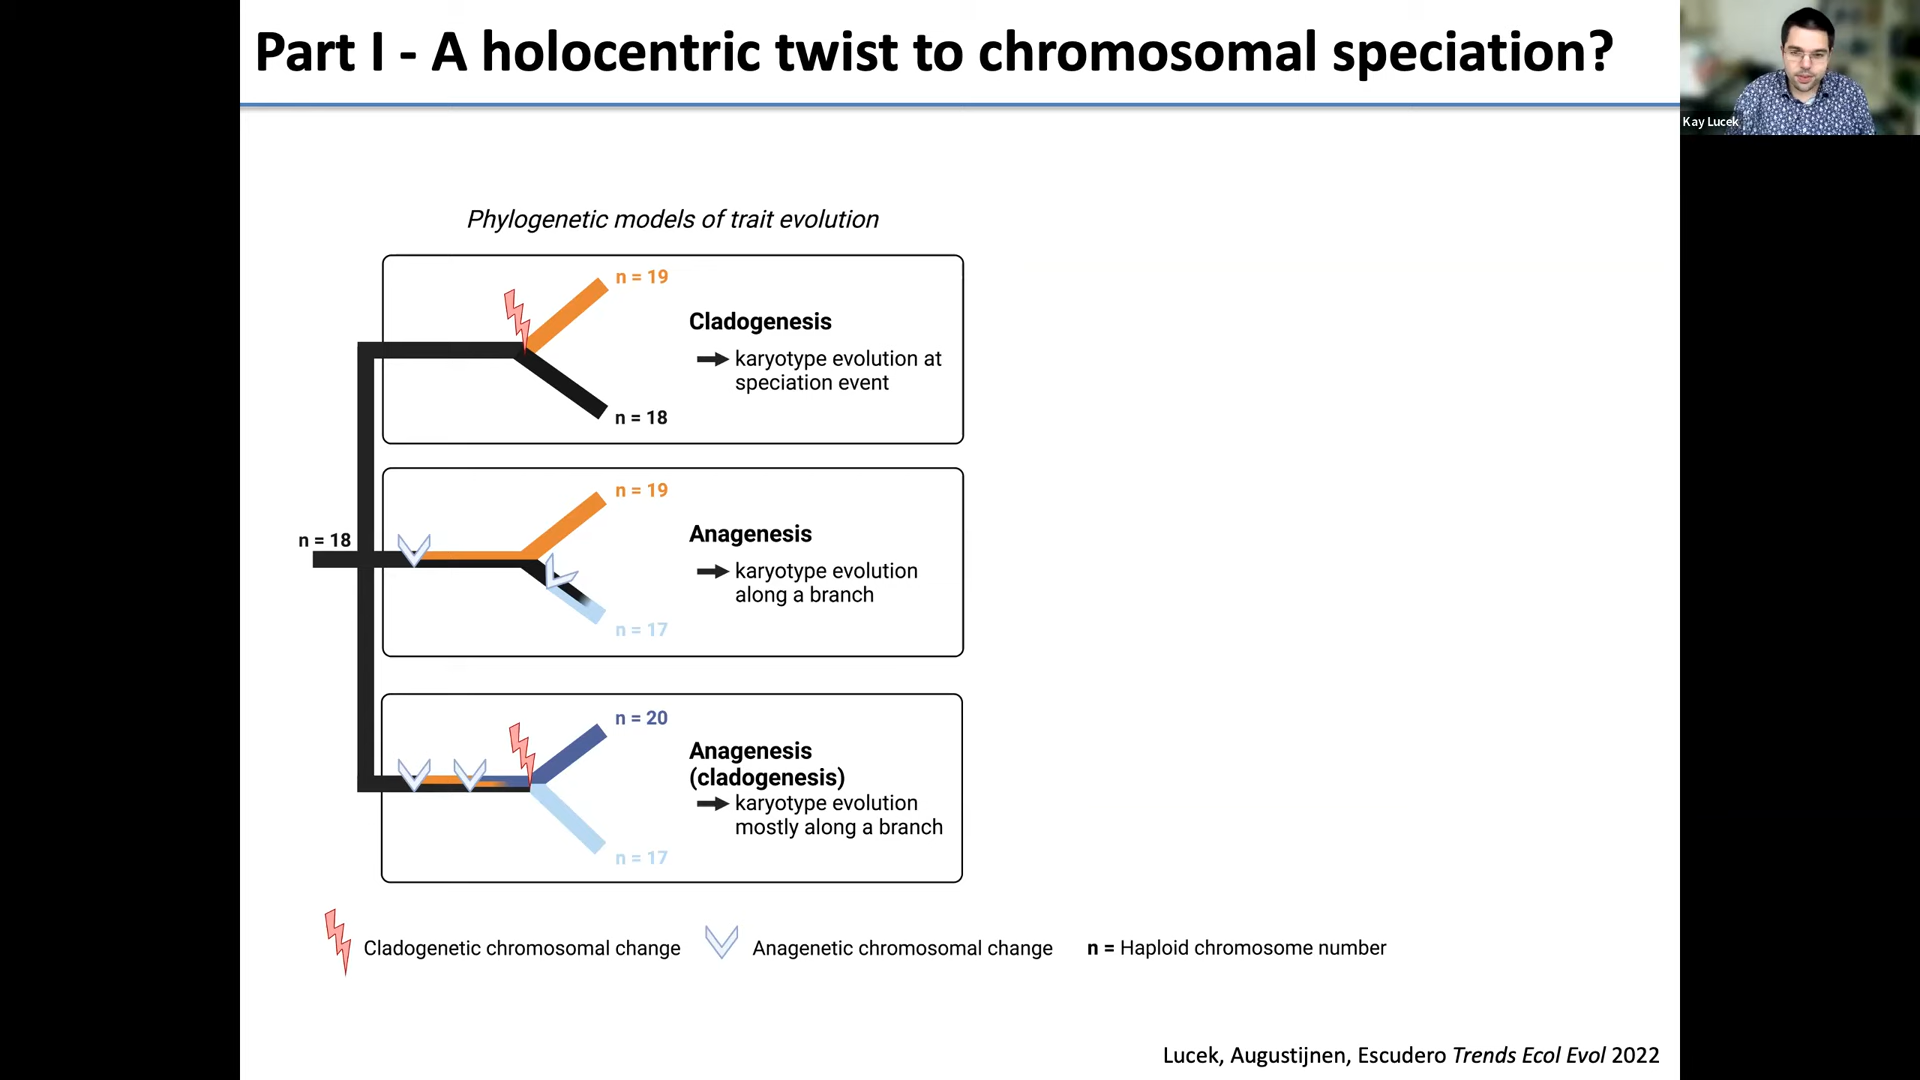 Part I - A holocentric twist to chromosomal speciation?
Kay Lucek
Phylogenetic models of trait evolution
n = 19
Cladogenesis
karyotype evolution at
speciation event
n = 18
n = 19
Anagenesis
n = 18
karyotype evolution
along a branch
n = 17
n = 20
Anagenesis
(cladogenesis)
karyotype evolution
mostly along a branch
n = 17
Cladogenetic chromosomal change
Anagenetic chromosomal change
n = Haploid chromosome number
Lucek, Augustijnen, Escudero Trends Ecol Evol 2022